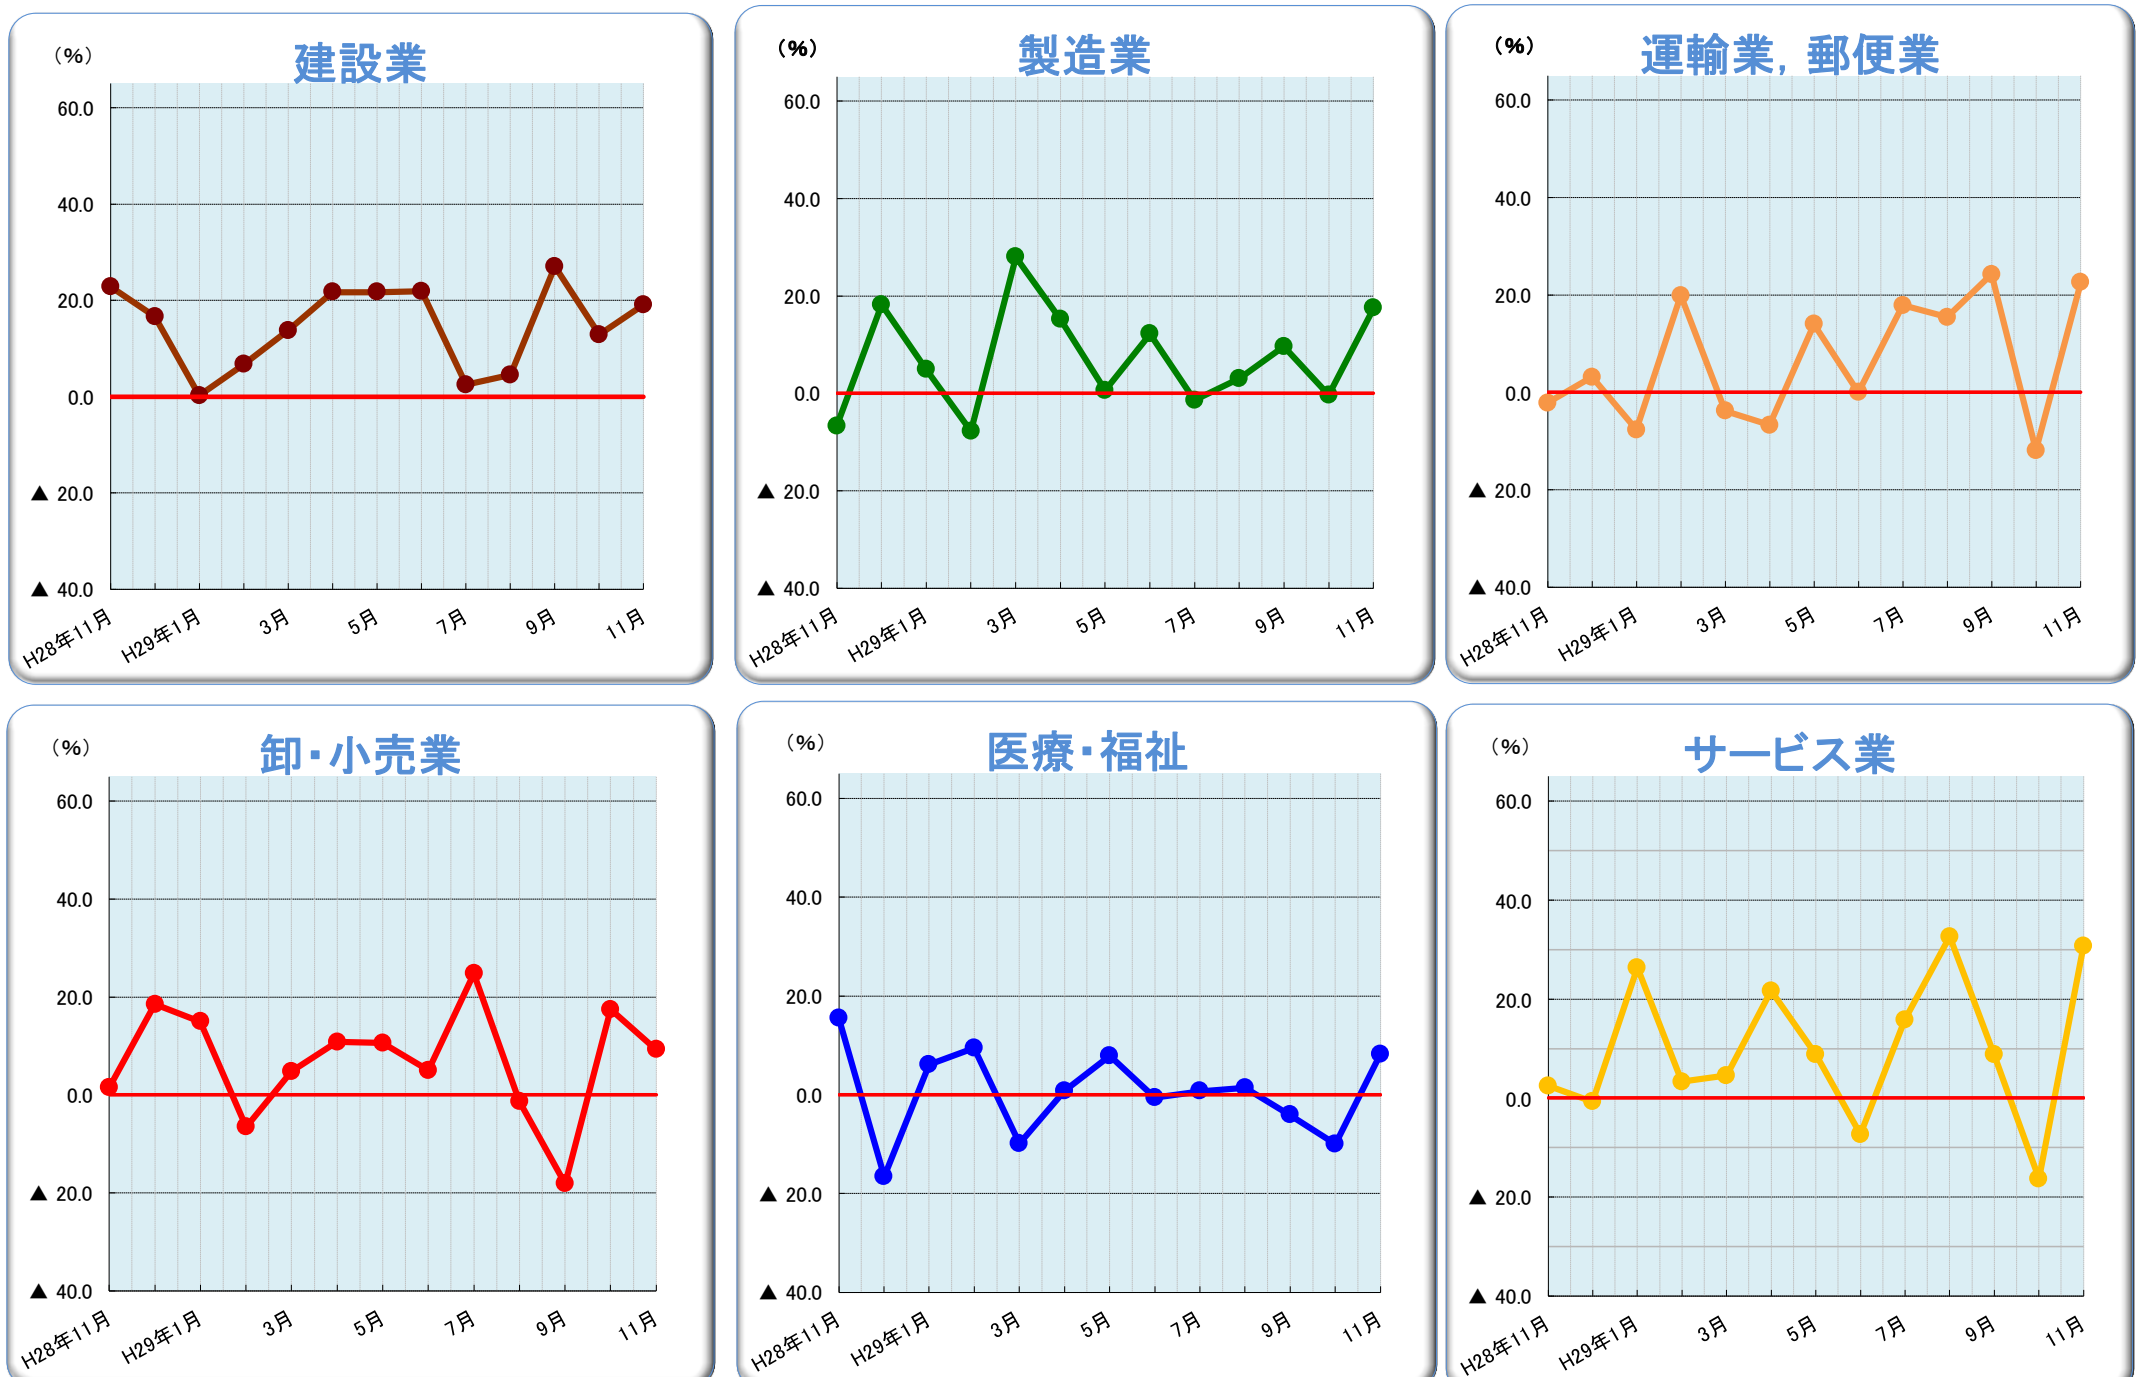 （%）
建設業
60.0
40.0
20.0
0.0
▲ 20.0
▲ 40.0
H28年11月
H29年1月
3月
5月
7月
9月
11月
（%）
製造業
60.0
40.0
20.0
0.0
▲ 20.0
▲ 40.0
H28年11月
H29年1月
3月
5月
7月
9月
11月
（%）
運輸業，郵便業
60.0
40.0
20.0
0.0
▲ 20.0
▲ 40.0
H28年11月
H29年1月
3月
5月
7月
9月
11月
（%）
卸・小売業
60.0
40.0
20.0
0.0
▲ 20.0
▲ 40.0
H28年11月
H29年1月
3月
5月
7月
9月
11月
（%）
医療・福祉
60.0
40.0
20.0
0.0
▲ 20.0
▲ 40.0
H28年11月
H29年1月
3月
5月
7月
9月
11月
（%）
サービス業
60.0
40.0
20.0
0.0
▲ 20.0
▲ 40.0
H28年11月
H29年1月
3月
5月
7月
9月
11月